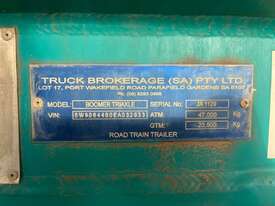 TRUCK BROKERAGE (SA) PTY LTD.
LOT 17, PORT WAKEFIELD ROAD PARAFIELD GARDENS SA 5107
MODEL: BOOMER TRIAXLE SERIAL No:
VIN: ATM: 47,000 Kg
GTM: Kg
ROAD TRAIN TRAILER